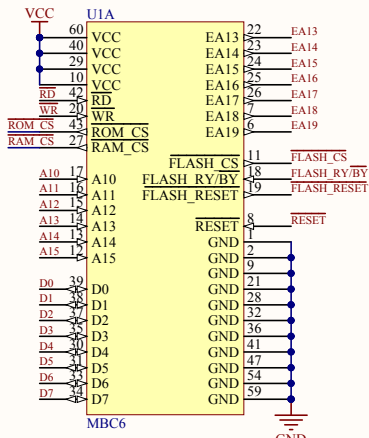 VCC
U1A
60 VCC
40 VCC
29 VCC
10 VCC
RD 42 RD
WR 20 WR
ROM_CS 43 ROM_CS
RAM_CS 27 RAM_CS
A10 17 A10
A11 16 A11
A12 15 A12
A13 14 A13
A14 13 A14
A15 12 A15
D0 39 D0
D1 38 D1
D2 37 D2
D3 35 D3
D4 30 D4
D5 31 D5
D6 33 D6
D7 34 D7
EA13 22 EA13
EA14 23 EA14
EA15 24 EA15
EA16 25 EA16
EA17 26 EA17
EA18 7 EA18
EA19 6 EA19
FLASH_CS 11 FLASH_CS
FLASH_RY/BY 18 FLASH_RY/BY
FLASH_RESET 19 FLASH_RESET
RESET 8 RESET
GND 1
GND 2
GND 9
GND 21
GND 28
GND 32
GND 36
GND 41
GND 47
GND 54
GND 59
MBC6
GND